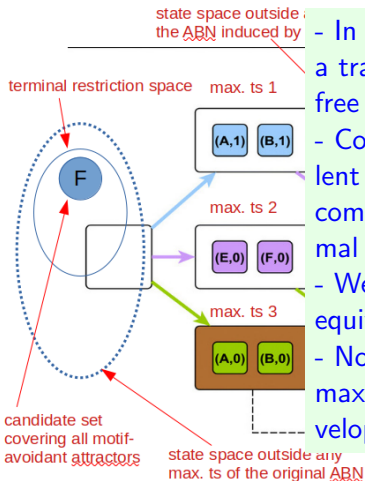 state space outside
the ABN induced by
terminal restriction space
max. ts 1
F
(A,1) (B,1)
max. ts 2
(E,0) (F,0)
max. ts 3
(A,0) (B,0)
candidate set
covering all motif-
avoidant attractors
state space outside any
max. ts of the original ABN
- In
a tra
free
- Co
lent
com
mal
- We
equi
- No
max
velop